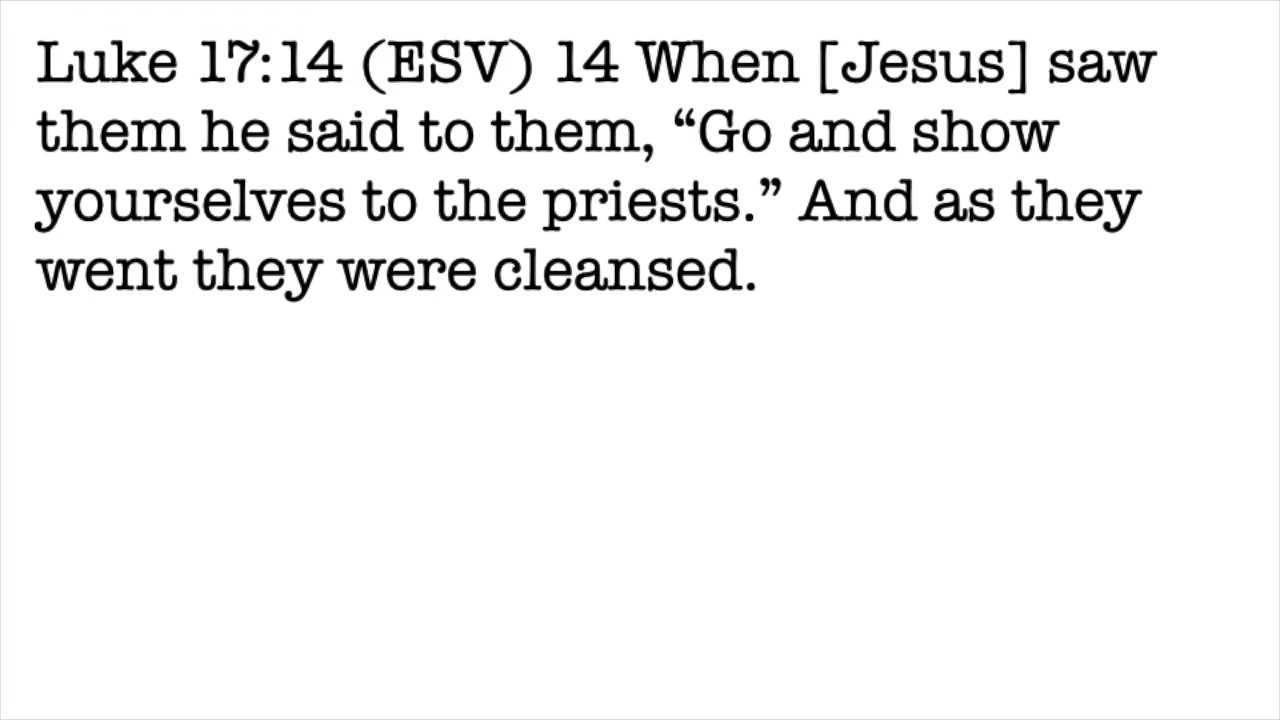 Luke 17:14 (ESV) 14 When [Jesus] saw
them he said to them, “Go and show
yourselves to the priests.” And as they
went they were cleansed.